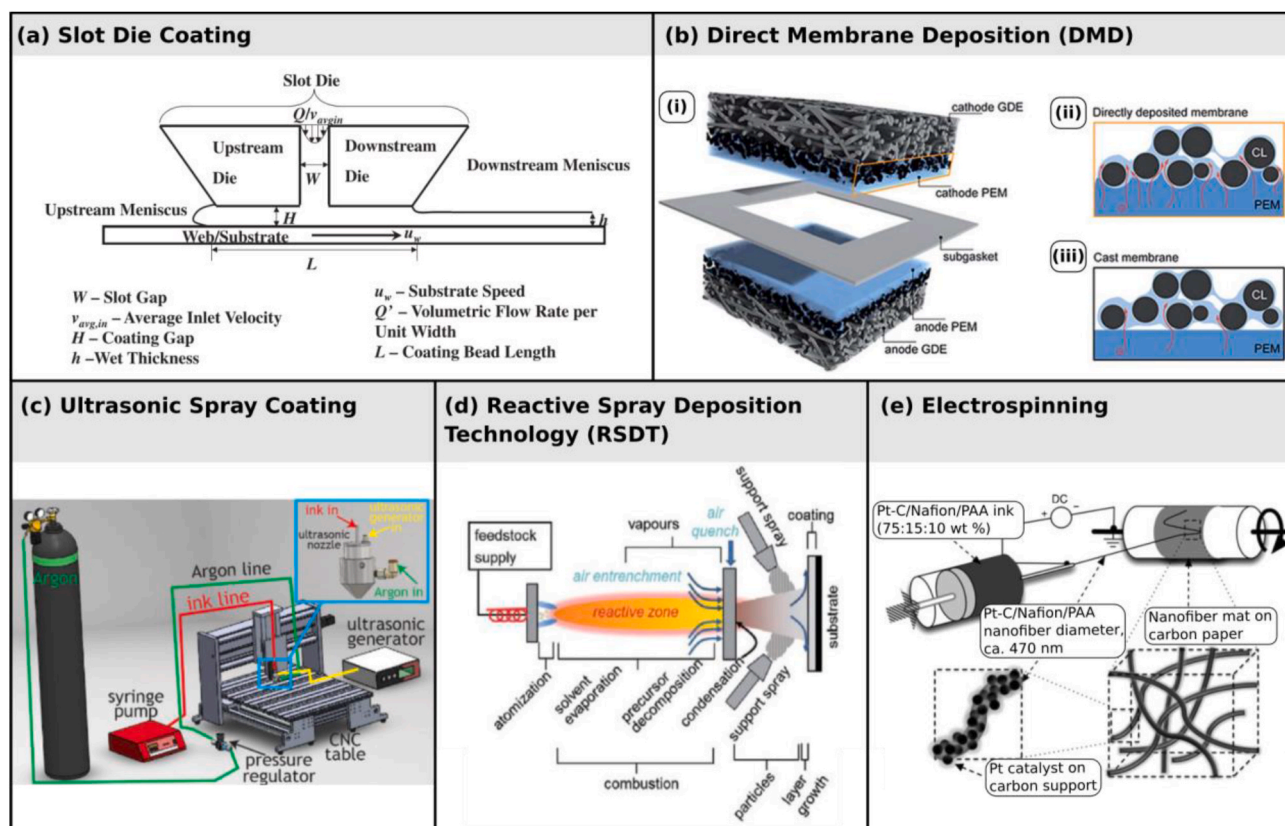 (a) Slot Die Coating
Slot Die
Q/v_avgin
Upstream
Die
Downstream
Die
W
Downstream Meniscus
Upstream Meniscus
H
h
Web/Substrate
u_w
L
W – Slot Gap
v_avg,in – Average Inlet Velocity
H – Coating Gap
h –Wet Thickness
u_w – Substrate Speed
Q' – Volumetric Flow Rate per
Unit Width
L – Coating Bead Length
(b) Direct Membrane Deposition (DMD)
(i)
cathode GDE
cathode PEM
subgasket
anode PEM
anode GDE
(ii)
Directly deposited membrane
CL
PEM
(iii)
Cast membrane
CL
PEM
(c) Ultrasonic Spray Coating
ink in
ultrasonic
generator
in
ultrasonic
nozzle
Argon in
Argon
Argon line
ink line
ultrasonic
generator
syringe
pump
CNC
table
pressure
regulator
(d) Reactive Spray Deposition
Technology (RSDT)
feedstock
supply
vapours
air
quench
support spray
coating
air entrenchment
reactive zone
substrate
atomization
solvent
evaporation
precursor
decomposition
condensation
support spray
combustion
particles
layer
growth
(e) Electrospinning
DC
+
−
Pt-C/Nafion/PAA ink
(75:15:10 wt %)
Pt-C/Nafion/PAA
nanofiber diameter,
ca. 470 nm
Nanofiber mat on
carbon paper
Pt catalyst on
carbon support